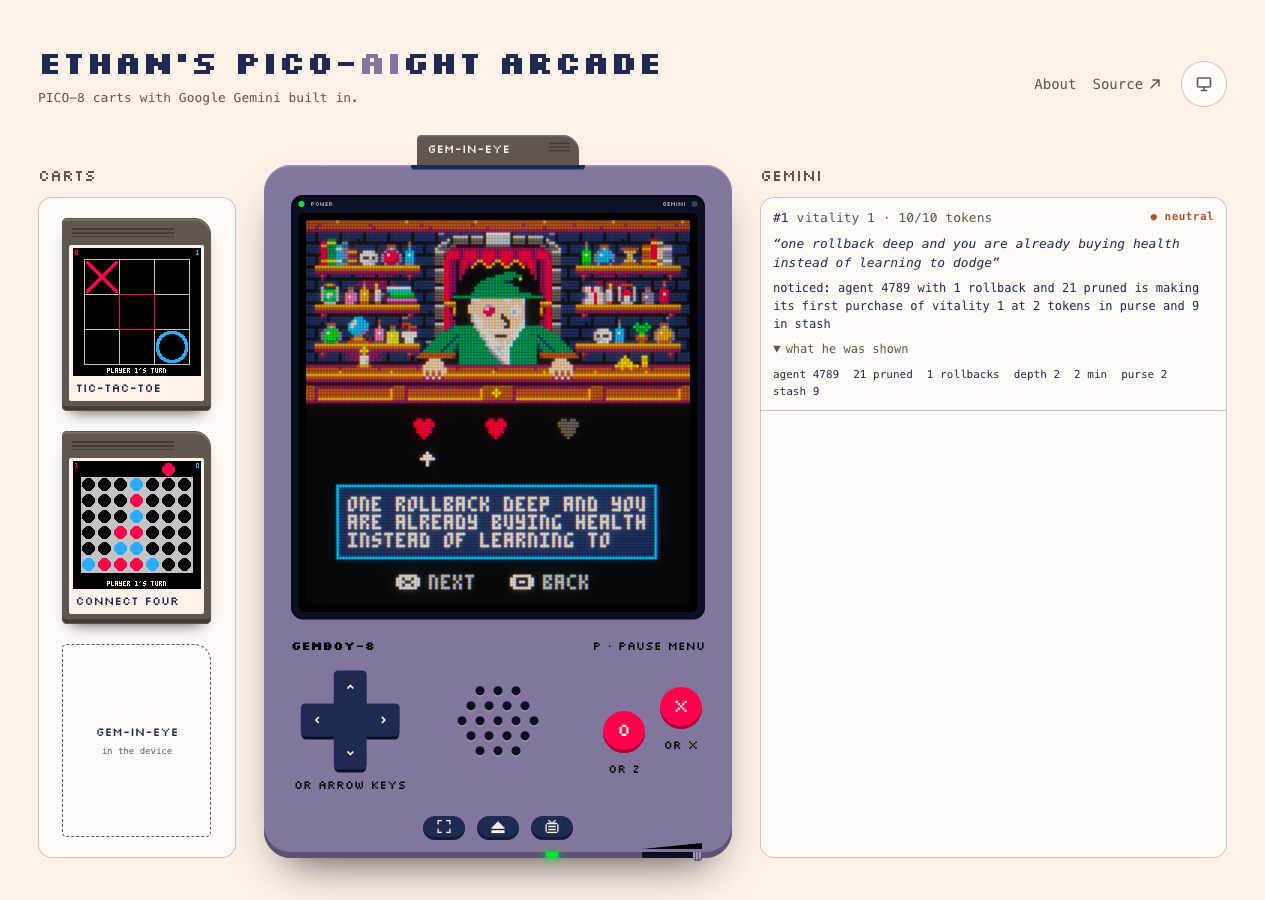 ETHAN'S PICO-AIGHT ARCADE
PICO-8 carts with Google Gemini built in.
About Source ↗
GEM-IN-EYE
CARTS
0 1
PLAYER 1'S TURN
TIC-TAC-TOE
1 0
PLAYER 1'S TURN
CONNECT FOUR
GEM-IN-EYE
in the device
POWER
GEMINI
ONE ROLLBACK DEEP AND YOU
ARE ALREADY BUYING HEALTH
INSTEAD OF LEARNING TO
X NEXT
O BACK
GEMBOY-8
P · PAUSE MENU
OR ARROW KEYS
O
OR Z
X
OR X
GEMINI
#1 vitality 1 · 10/10 tokens
● neutral
“one rollback deep and you are already buying health
instead of learning to dodge”
noticed: agent 4789 with 1 rollback and 21 pruned is making
its first purchase of vitality 1 at 2 tokens in purse and 9
in stash
▼ what he was shown
agent 4789 21 pruned 1 rollbacks depth 2 2 min purse 2
stash 9